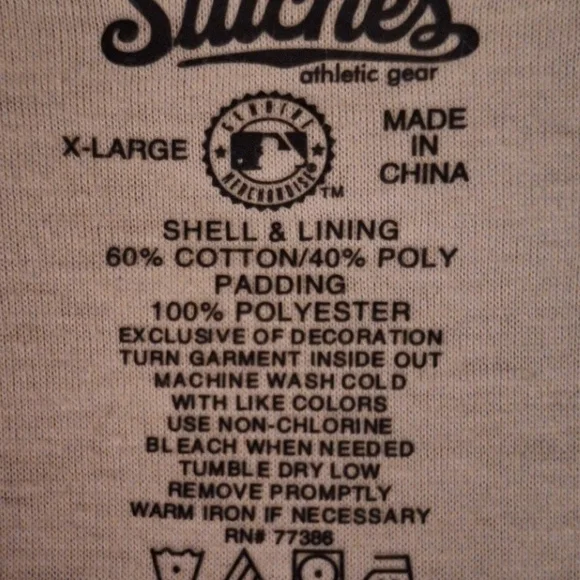 Stitches
athletic gear
X-LARGE
GENUINE
MERCHANDISE
TM
MADE
IN
CHINA
SHELL & LINING
60% COTTON/40% POLY
PADDING
100% POLYESTER
EXCLUSIVE OF DECORATION
TURN GARMENT INSIDE OUT
MACHINE WASH COLD
WITH LIKE COLORS
USE NON-CHLORINE
BLEACH WHEN NEEDED
TUMBLE DRY LOW
REMOVE PROMPTLY
WARM IRON IF NECESSARY
RN# 77386